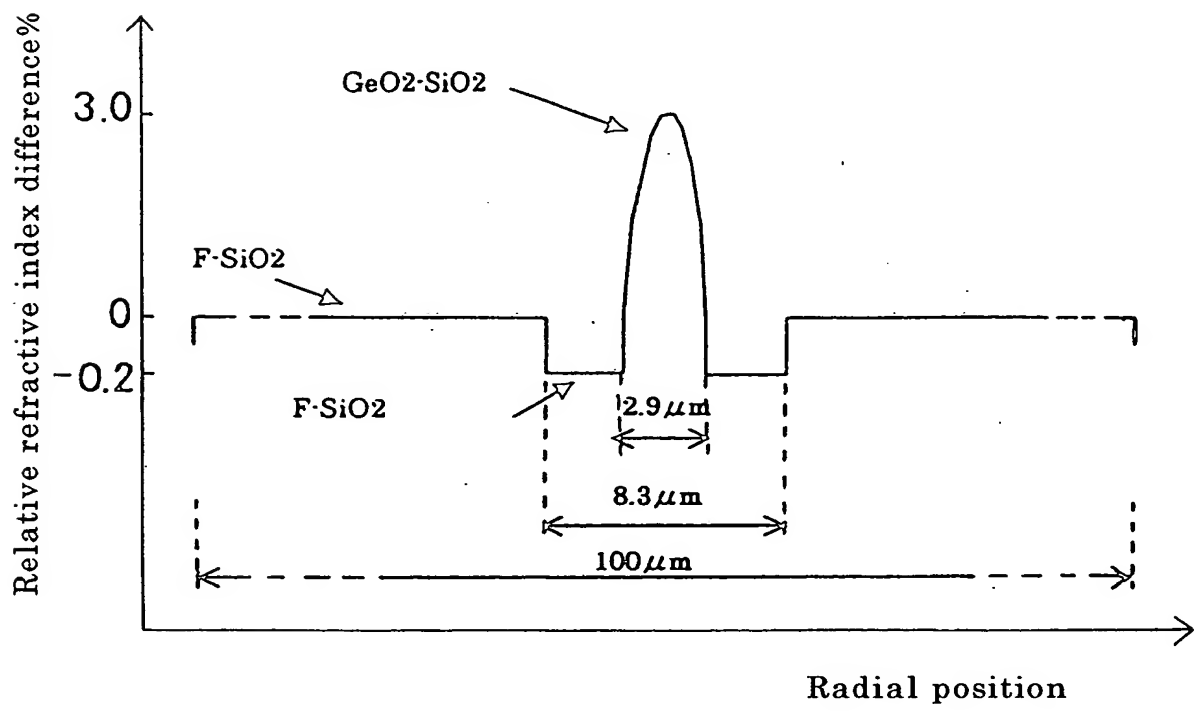 Relative refractive index difference%
GeO2-SiO2
3.0
F-SiO2
0
-0.2
F-SiO2
2.9μm
8.3μm
100μm
Radial position